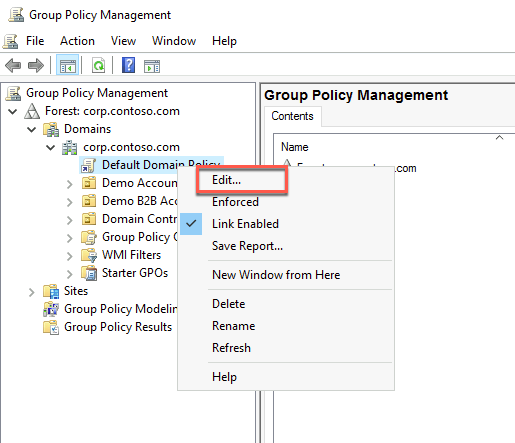 Group Policy Management
File Action View Window Help
Group Policy Management
Forest: corp.contoso.com
Domains
corp.contoso.com
Default Domain Policy
Demo Accou
Demo B2B Acc
Domain Contr
Group Policy O
WMI Filters
Starter GPOs
Sites
Group Policy Modelin
Group Policy Results
Edit...
Enforced
Link Enabled
Save Report...
New Window from Here
Delete
Rename
Refresh
Help
Group Policy Management
Contents
Name
.com